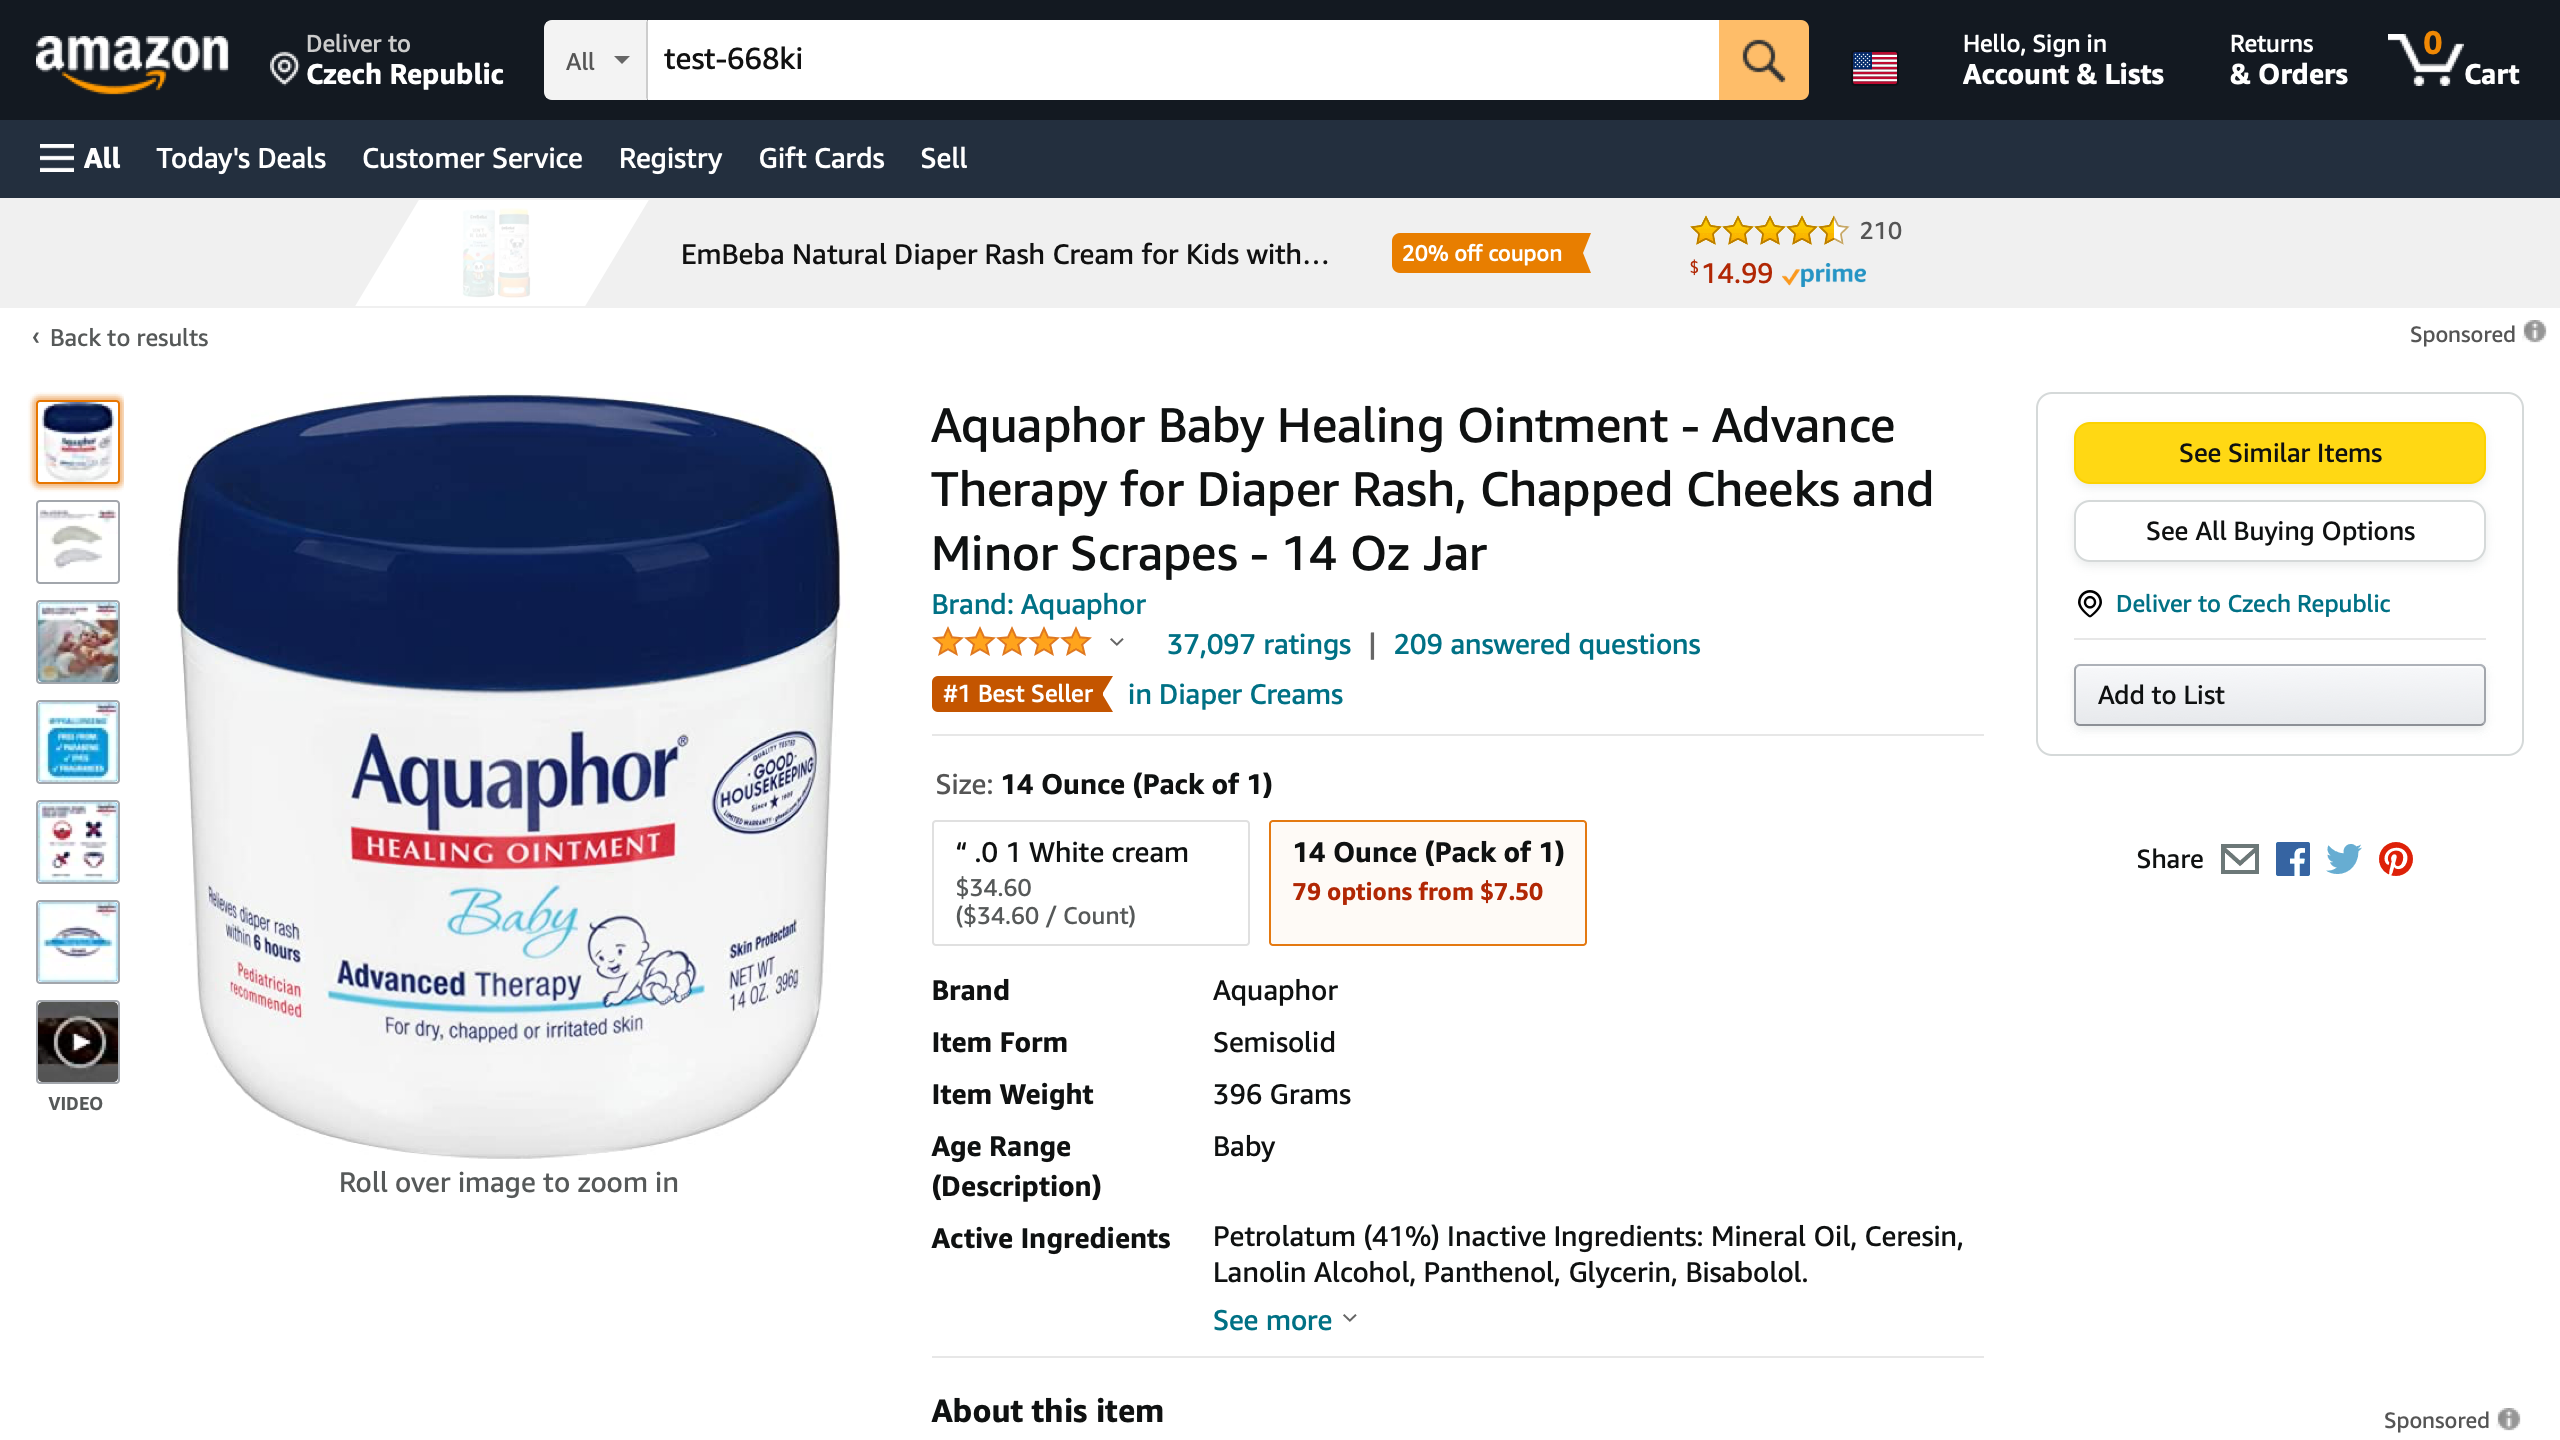 amazon
Deliver to
Czech Republic
All
test-668ki
Hello, Sign in
Account & Lists
Returns
& Orders
0
Cart
All
Today's Deals
Customer Service
Registry
Gift Cards
Sell
EmBeba Natural Diaper Rash Cream for Kids with…
20% off coupon
210
$14.99 prime
‹ Back to results
Sponsored
Aquaphor®
HEALING OINTMENT
Baby
Advanced Therapy
For dry, chapped or irritated skin
Relieves diaper rash
within 6 hours
Pediatrician
recommended
QUALITY TESTED
GOOD
HOUSEKEEPING
Since ★ 1909
Skin Protectant
NET WT
14 OZ. 396g
VIDEO
Roll over image to zoom in
Aquaphor Baby Healing Ointment - Advance
Therapy for Diaper Rash, Chapped Cheeks and
Minor Scrapes - 14 Oz Jar
Brand: Aquaphor
37,097 ratings | 209 answered questions
#1 Best Seller in Diaper Creams
Size: 14 Ounce (Pack of 1)
“ .0 1 White cream
$34.60
($34.60 / Count)
14 Ounce (Pack of 1)
79 options from $7.50
Brand Aquaphor
Item Form Semisolid
Item Weight 396 Grams
Age Range Baby
(Description)
Active Ingredients Petrolatum (41%) Inactive Ingredients: Mineral Oil, Ceresin,
Lanolin Alcohol, Panthenol, Glycerin, Bisabolol.
See more
About this item
See Similar Items
See All Buying Options
Deliver to Czech Republic
Add to List
Share
Sponsored